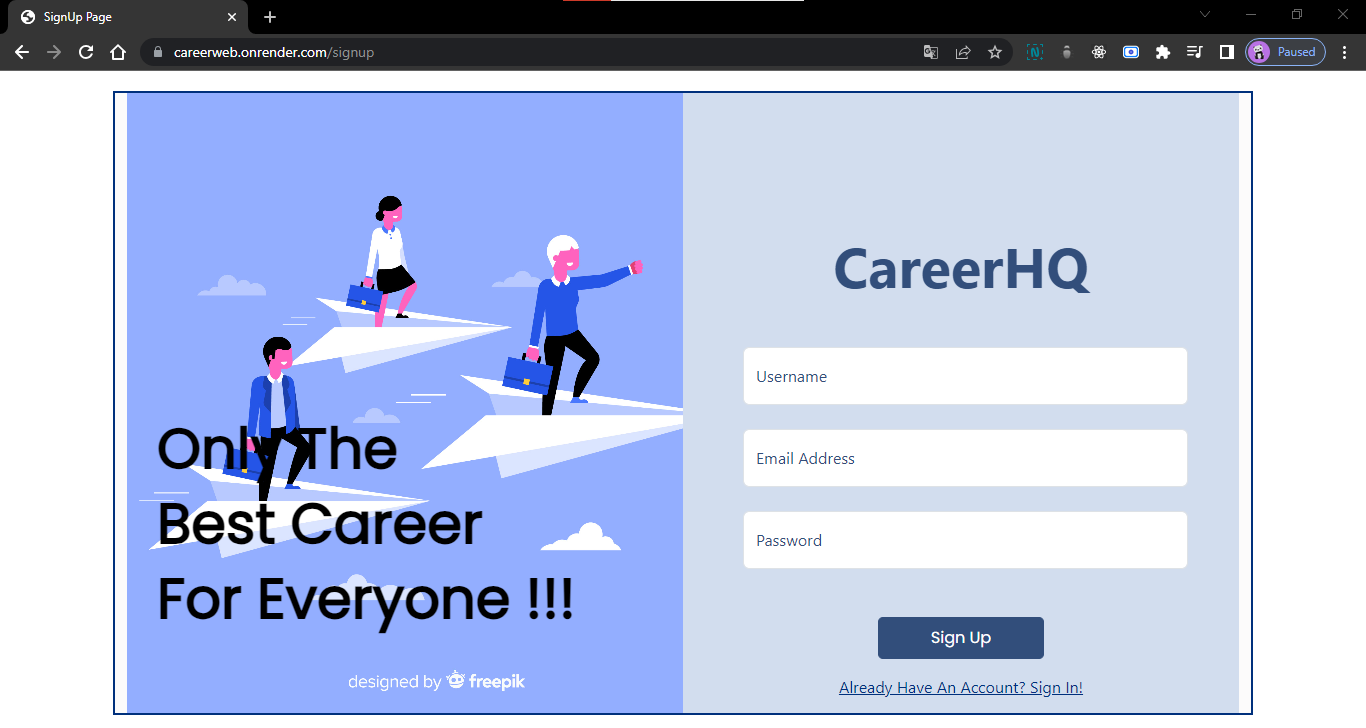 SignUp Page
careerweb.onrender.com/signup
Paused
Only The
Best Career
For Everyone !!!
designed by freepik
CareerHQ
Username
Email Address
Password
Sign Up
Already Have An Account? Sign In!